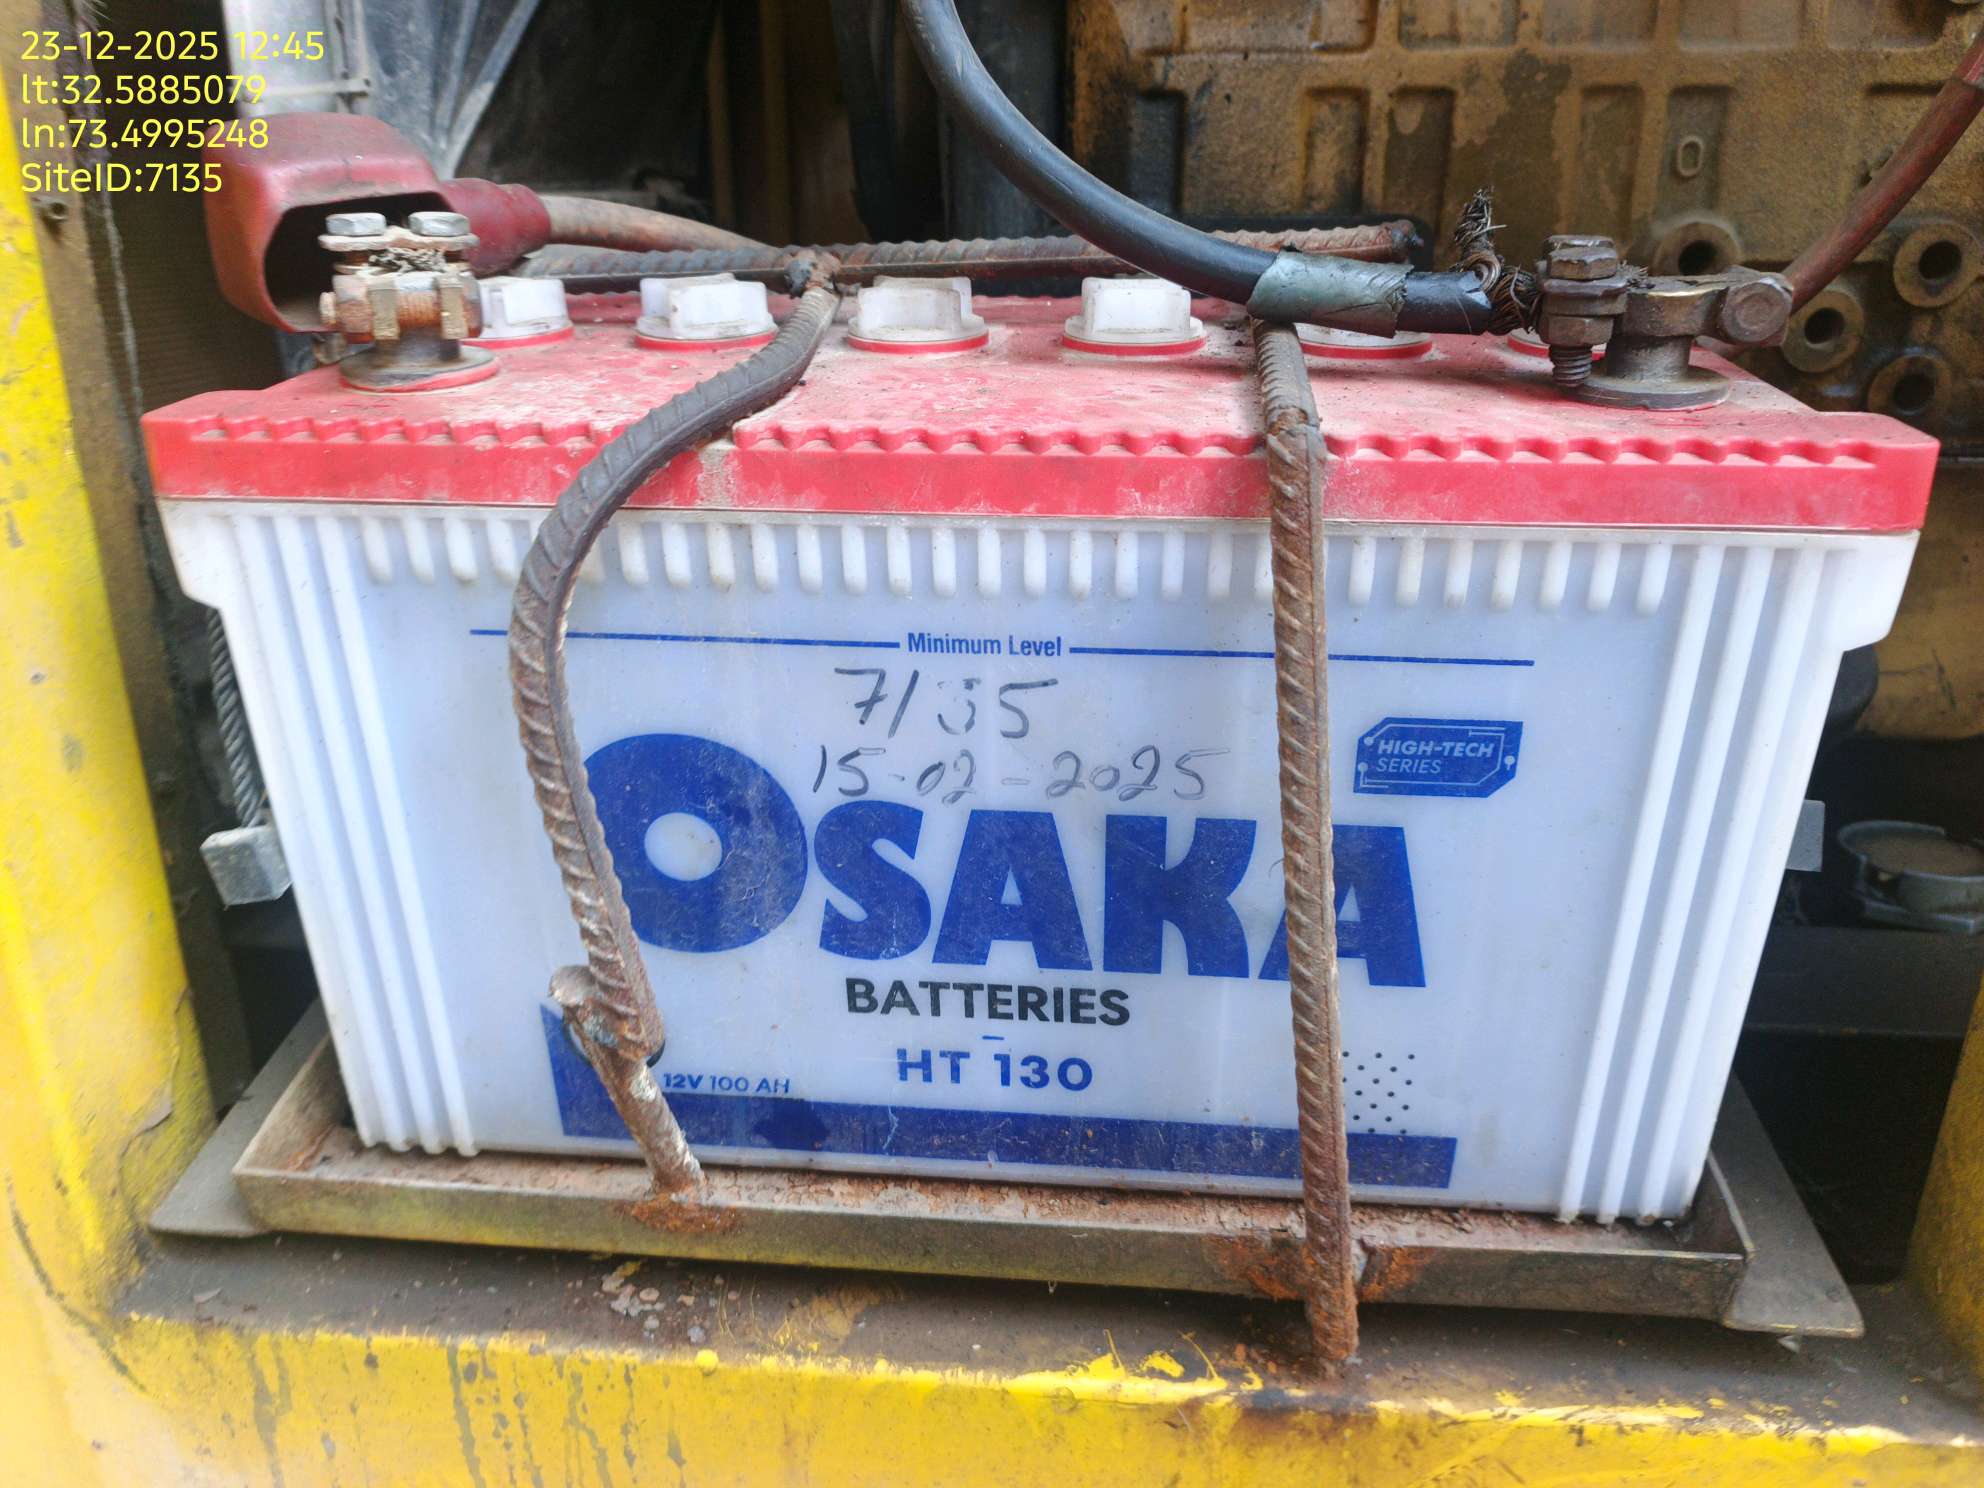 23-12-2025 12:45
lt:32.5885079
ln:73.4995248
SiteID:7135
Minimum Level
7135
15-02-2025
HIGH-TECH
SERIES
OSAKA
BATTERIES
HT 130
12V 100 AH